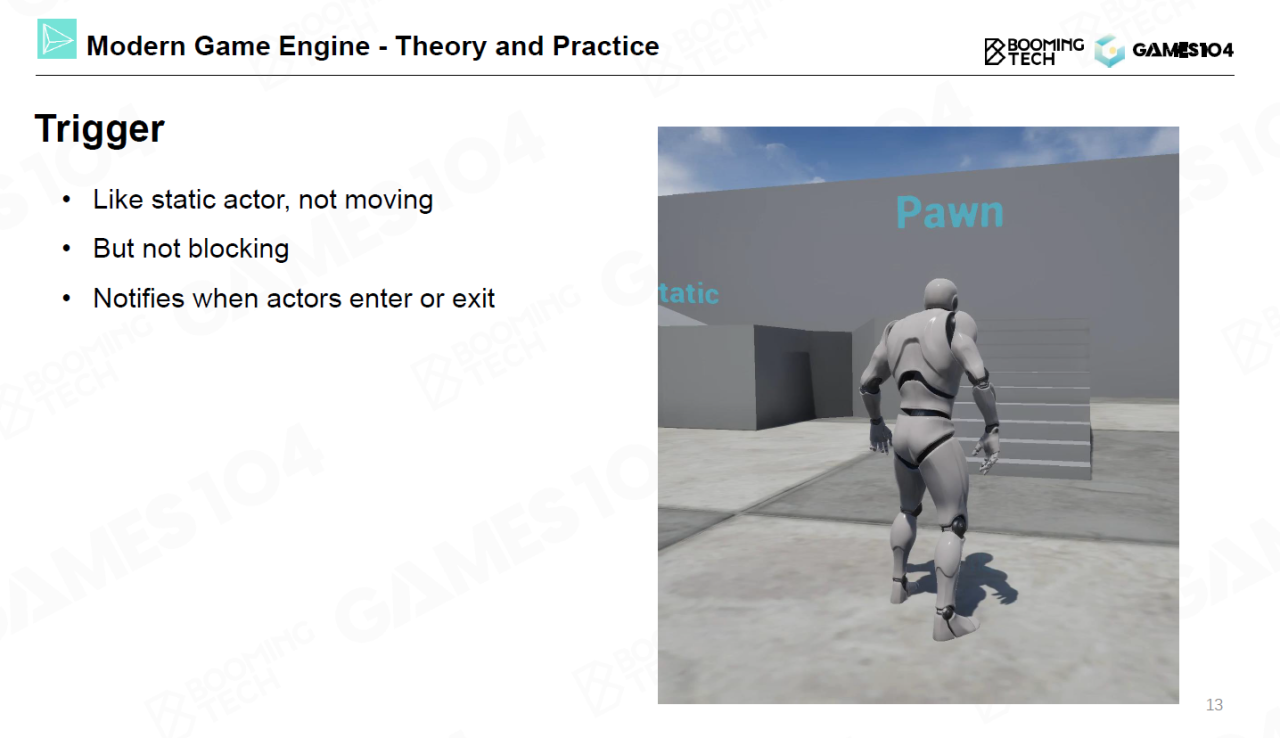 Modern Game Engine - Theory and Practice
BOOMING
TECH
GAMES104
Trigger
• Like static actor, not moving
• But not blocking
• Notifies when actors enter or exit
Pawn
tatic
13